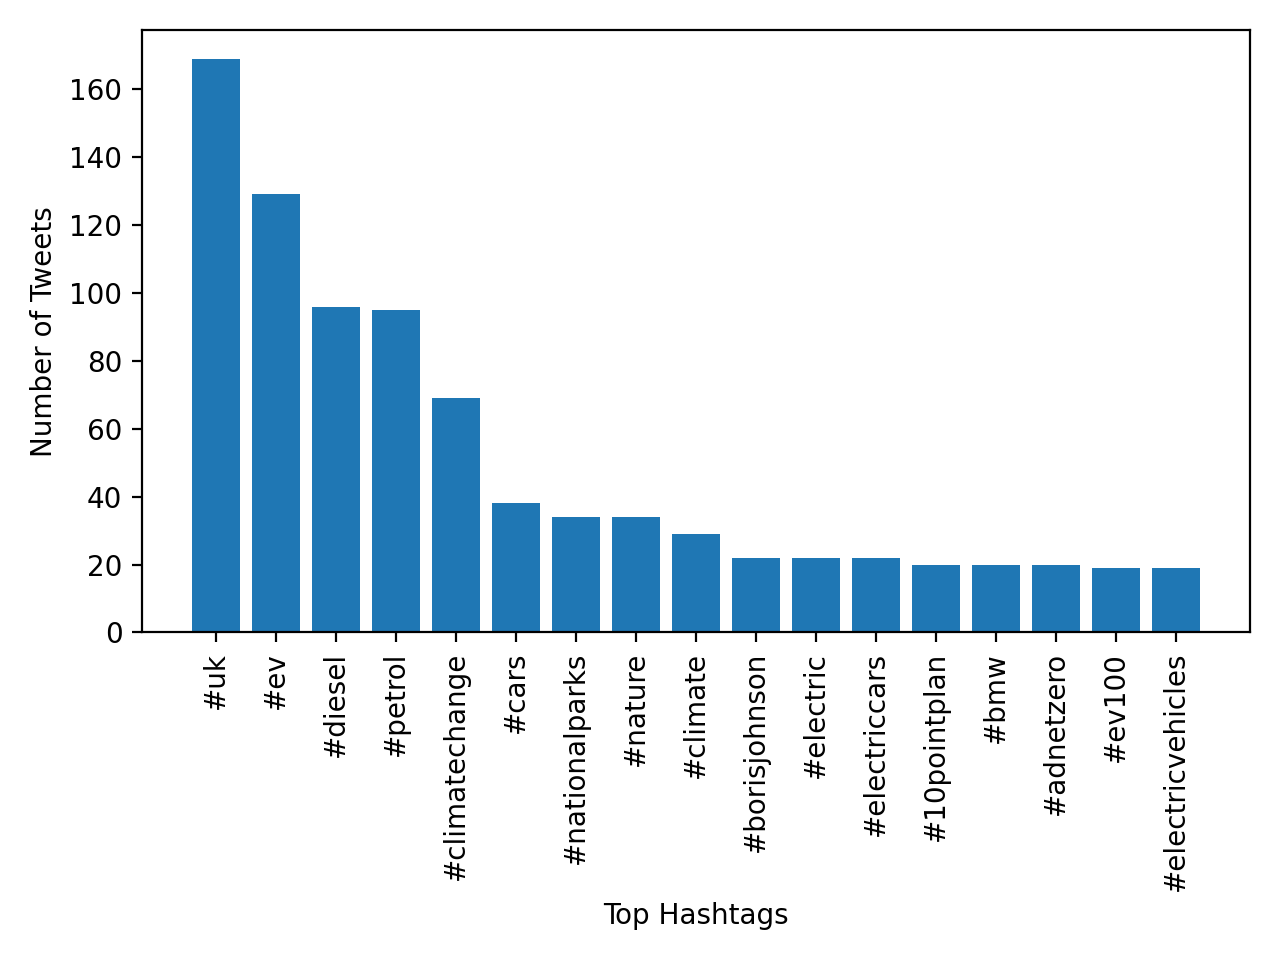 160
140
120
100
80
60
40
20
0
Number of Tweets
#uk
#ev
#diesel
#petrol
#climatechange
#cars
#nationalparks
#nature
#climate
#borisjohnson
#electric
#electriccars
#10pointplan
#bmw
#adnetzero
#ev100
#electricvehicles
Top Hashtags